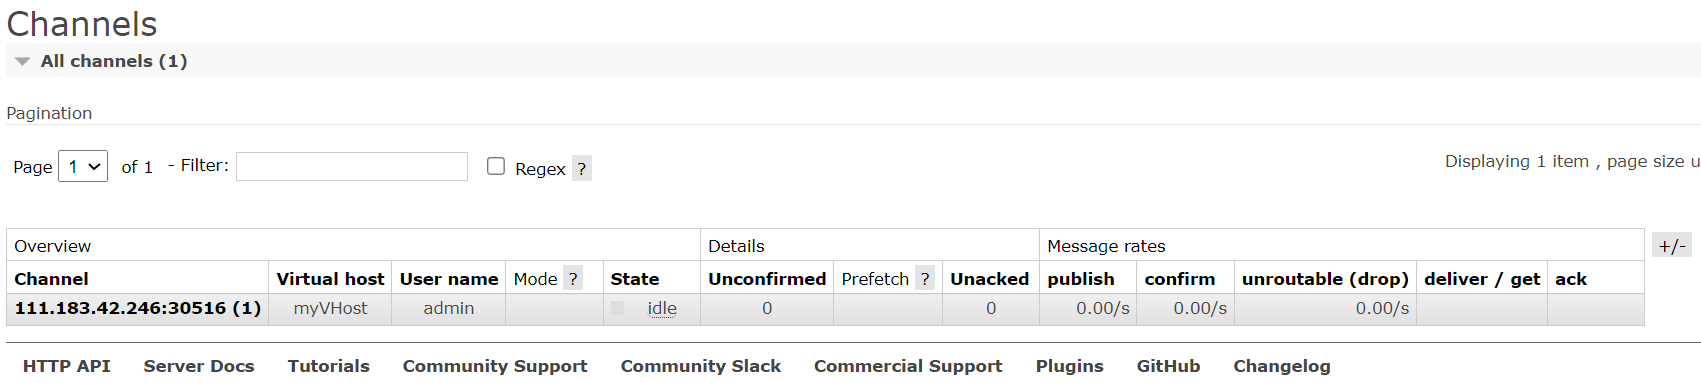 Channels
All channels (1)
Pagination
Page 1 of 1 - Filter: Regex ? Displaying 1 item , page size u
Overview Details Message rates +/-
Channel Virtual host User name Mode ? State Unconfirmed Prefetch ? Unacked publish confirm unroutable (drop) deliver / get ack
111.183.42.246:30516 (1) myVHost admin idle 0 0 0.00/s 0.00/s 0.00/s
HTTP API Server Docs Tutorials Community Support Community Slack Commercial Support Plugins GitHub Changelog